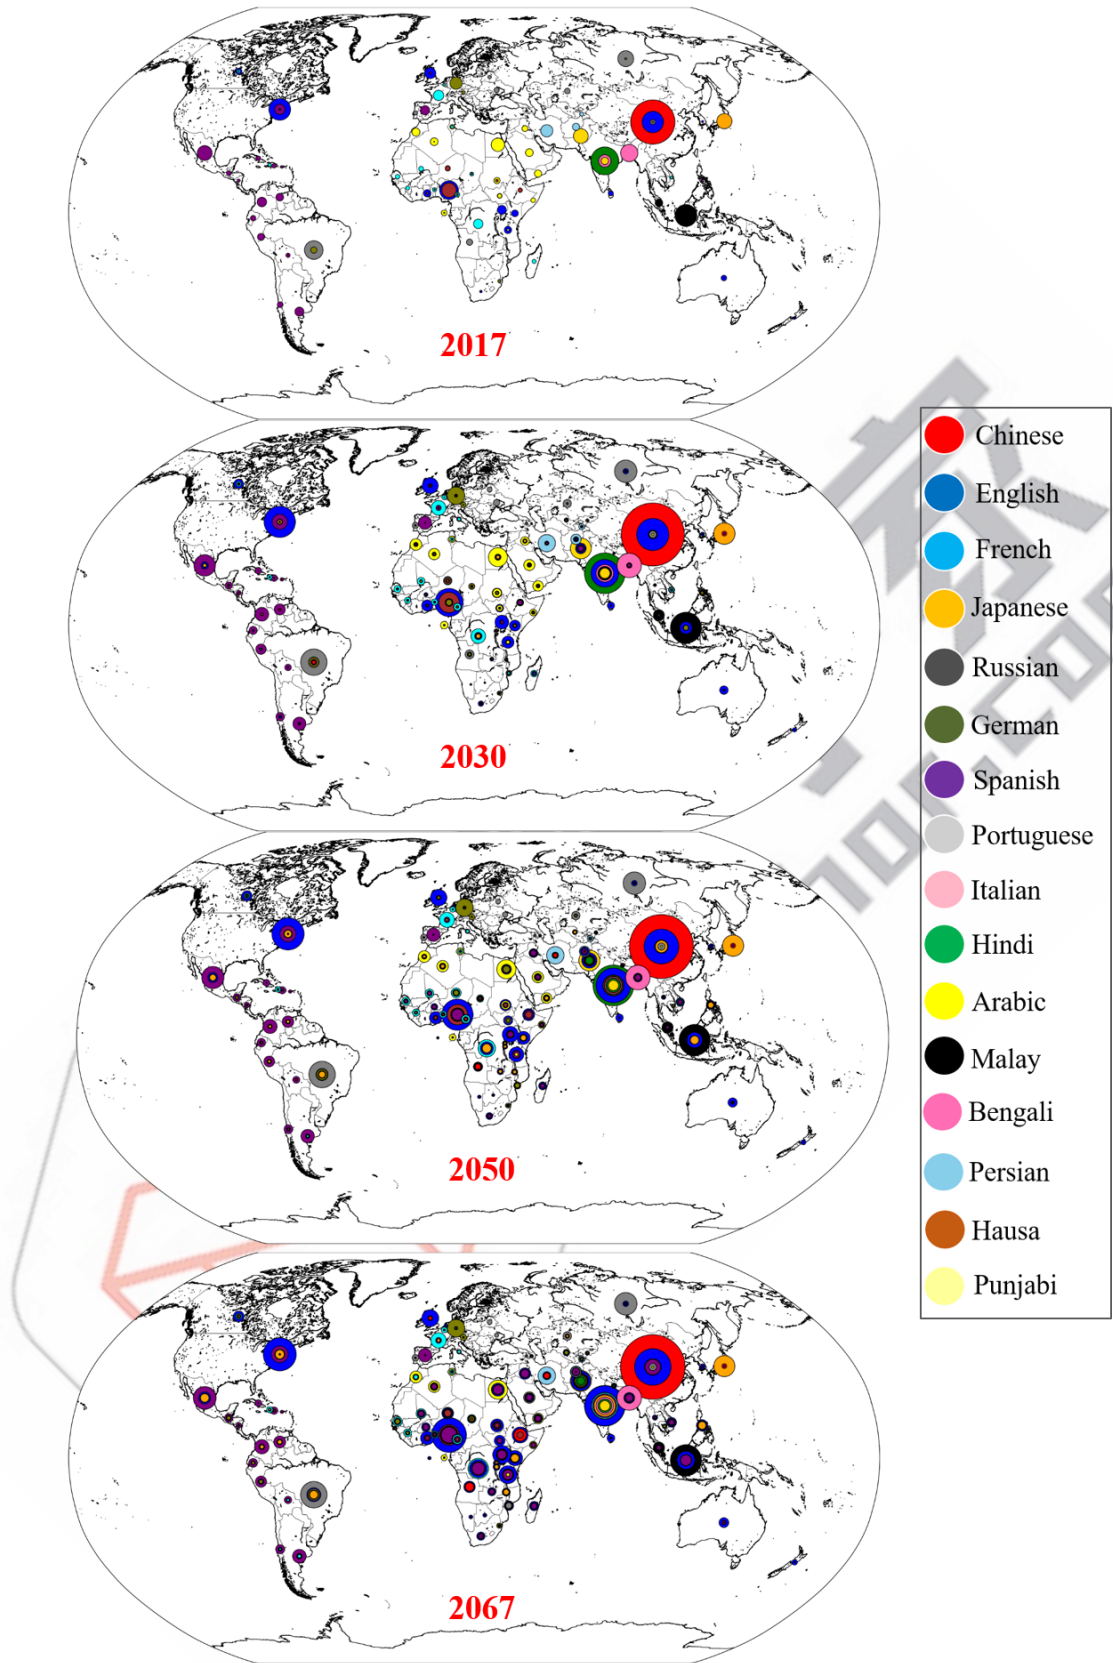 2017
2030
2050
2067
Chinese
English
French
Japanese
Russian
German
Spanish
Portuguese
Italian
Hindi
Arabic
Malay
Bengali
Persian
Hausa
Punjabi